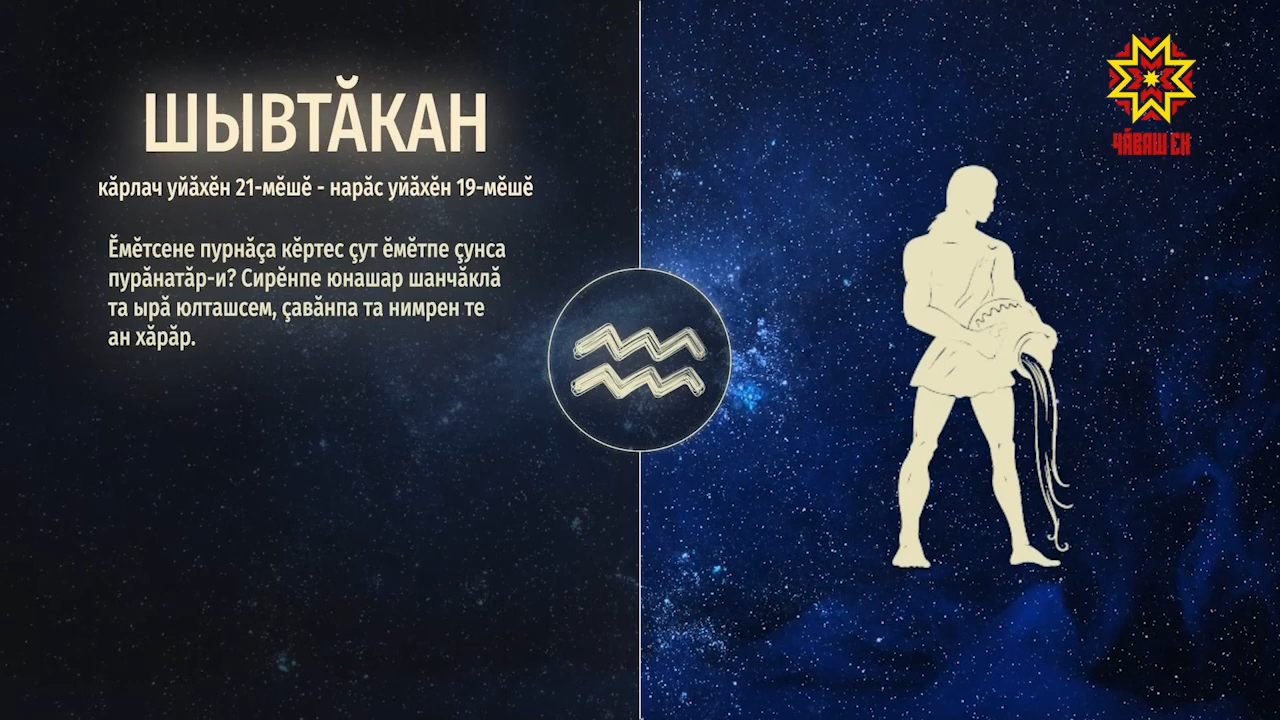 ШЫВТӐКАН
кӑрлач уйӑхӗн 21-мӗшӗ - нарӑс уйӑхӗн 19-мӗшӗ
Ӗмӗтсене пурнӑҫа кӗртес ҫут ӗмӗтпе ҫунса
пурӑнатӑр-и? Сирӗнпе юнашар шанчӑклӑ
та ырӑ юлташсем, ҫавӑнпа та нимрен те
ан хӑрӑр.
ЧӐВАШ ЕН